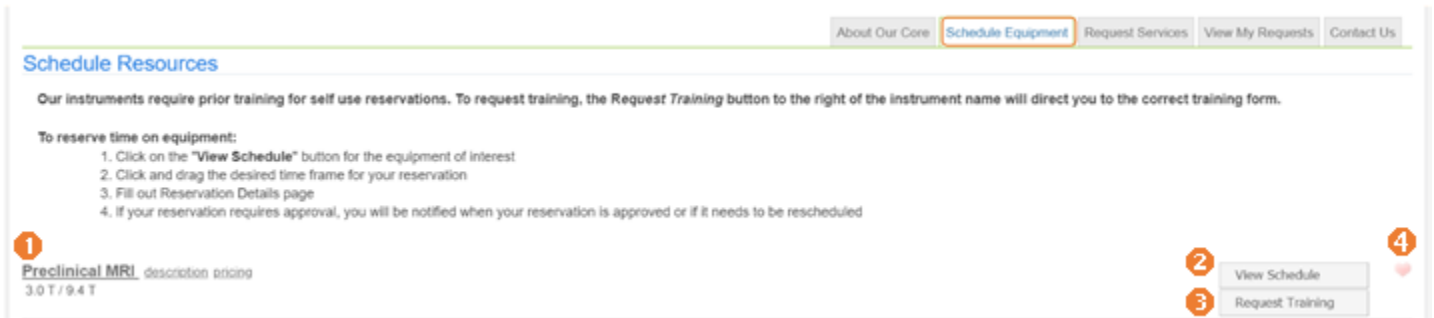 About Our Core Schedule Equipment Request Services View My Requests Contact Us
Schedule Resources
Our instruments require prior training for self use reservations. To request training, the Request Training button to the right of the instrument name will direct you to the correct training form.
To reserve time on equipment:
1. Click on the "View Schedule" button for the equipment of interest
2. Click and drag the desired time frame for your reservation
3. Fill out Reservation Details page
4. If your reservation requires approval, you will be notified when your reservation is approved or if it needs to be rescheduled
1
4
Preclinical MRI description pricing
2 View Schedule
3.0 T / 9.4 T
3 Request Training